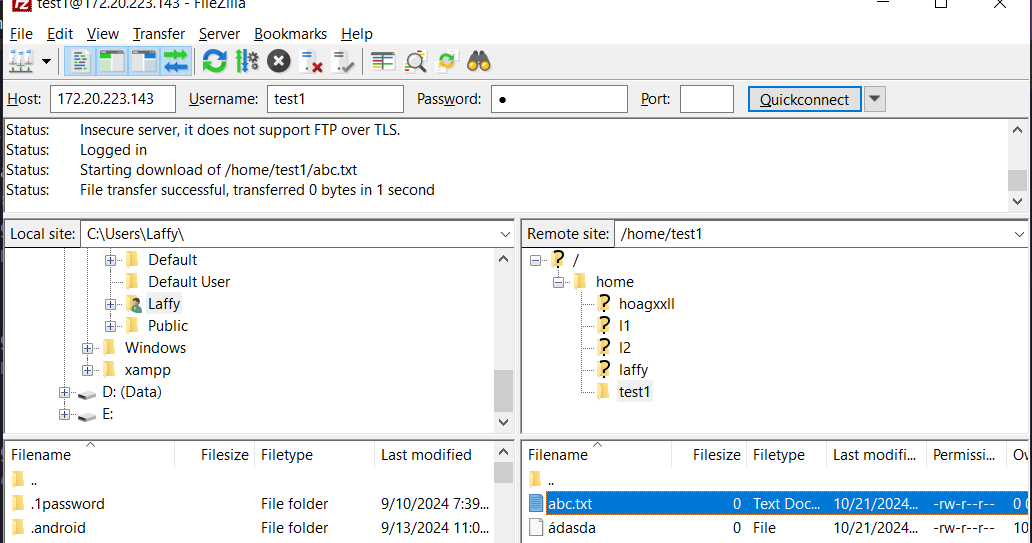 test1@172.20.223.143 - FileZilla
File Edit View Transfer Server Bookmarks Help
Host: 172.20.223.143 Username: test1 Password: ● Port: Quickconnect
Status: Insecure server, it does not support FTP over TLS.
Status: Logged in
Status: Starting download of /home/test1/abc.txt
Status: File transfer successful, transferred 0 bytes in 1 second
Local site: C:\Users\Laffy\
Default
Default User
Laffy
Public
Windows
xampp
D: (Data)
E:
Remote site: /home/test1
/
home
hoagxxll
l1
l2
laffy
test1
Filename Filesize Filetype Last modified
..
.1password File folder 9/10/2024 7:39...
.android File folder 9/13/2024 11:0...
Filename Filesize Filetype Last modifi... Permissi... Ow
..
abc.txt 0 Text Doc... 10/21/2024... -rw-r--r-- 0 0
ádasda 0 File 10/21/2024... -rw-r--r-- 10